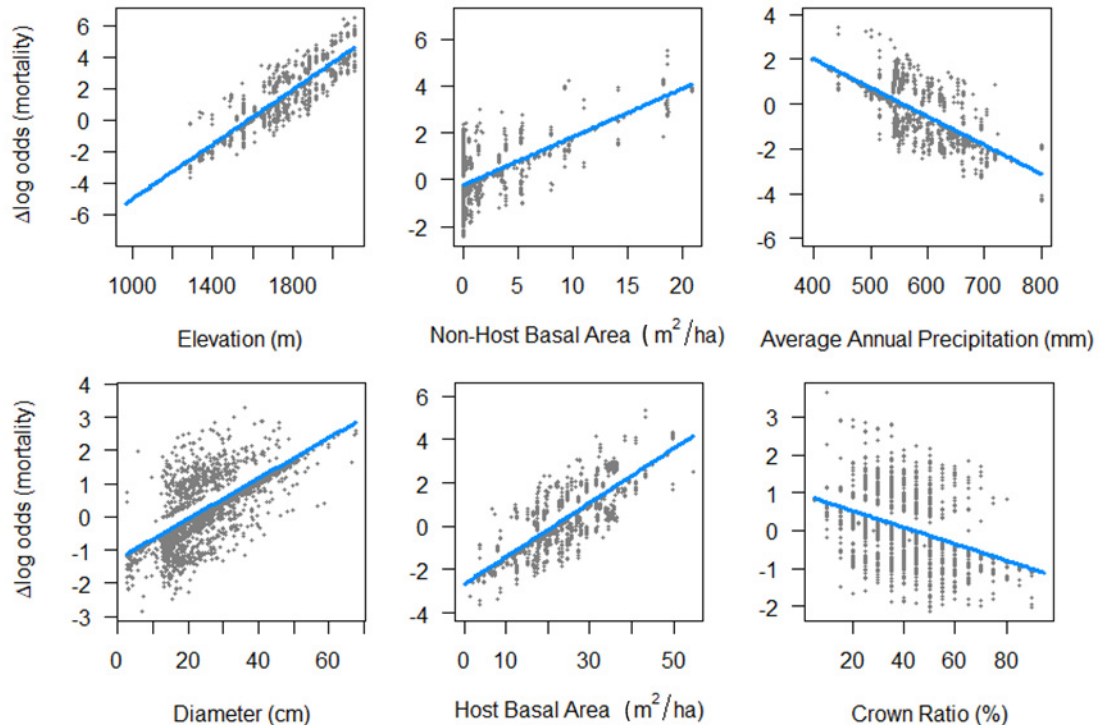 Δlog odds (mortality)
6
4
2
0
-2
-4
-6
1000 1400 1800
Elevation (m)
6
4
2
0
-2
0 5 10 15 20
Non-Host Basal Area (m²/ha)
4
2
0
-2
-4
-6
400 500 600 700 800
Average Annual Precipitation (mm)
Δlog odds (mortality)
4
3
2
1
0
-1
-2
-3
0 20 40 60
Diameter (cm)
6
4
2
0
-2
-4
0 10 20 30 40 50
Host Basal Area (m²/ha)
3
2
1
0
-1
-2
20 40 60 80
Crown Ratio (%)